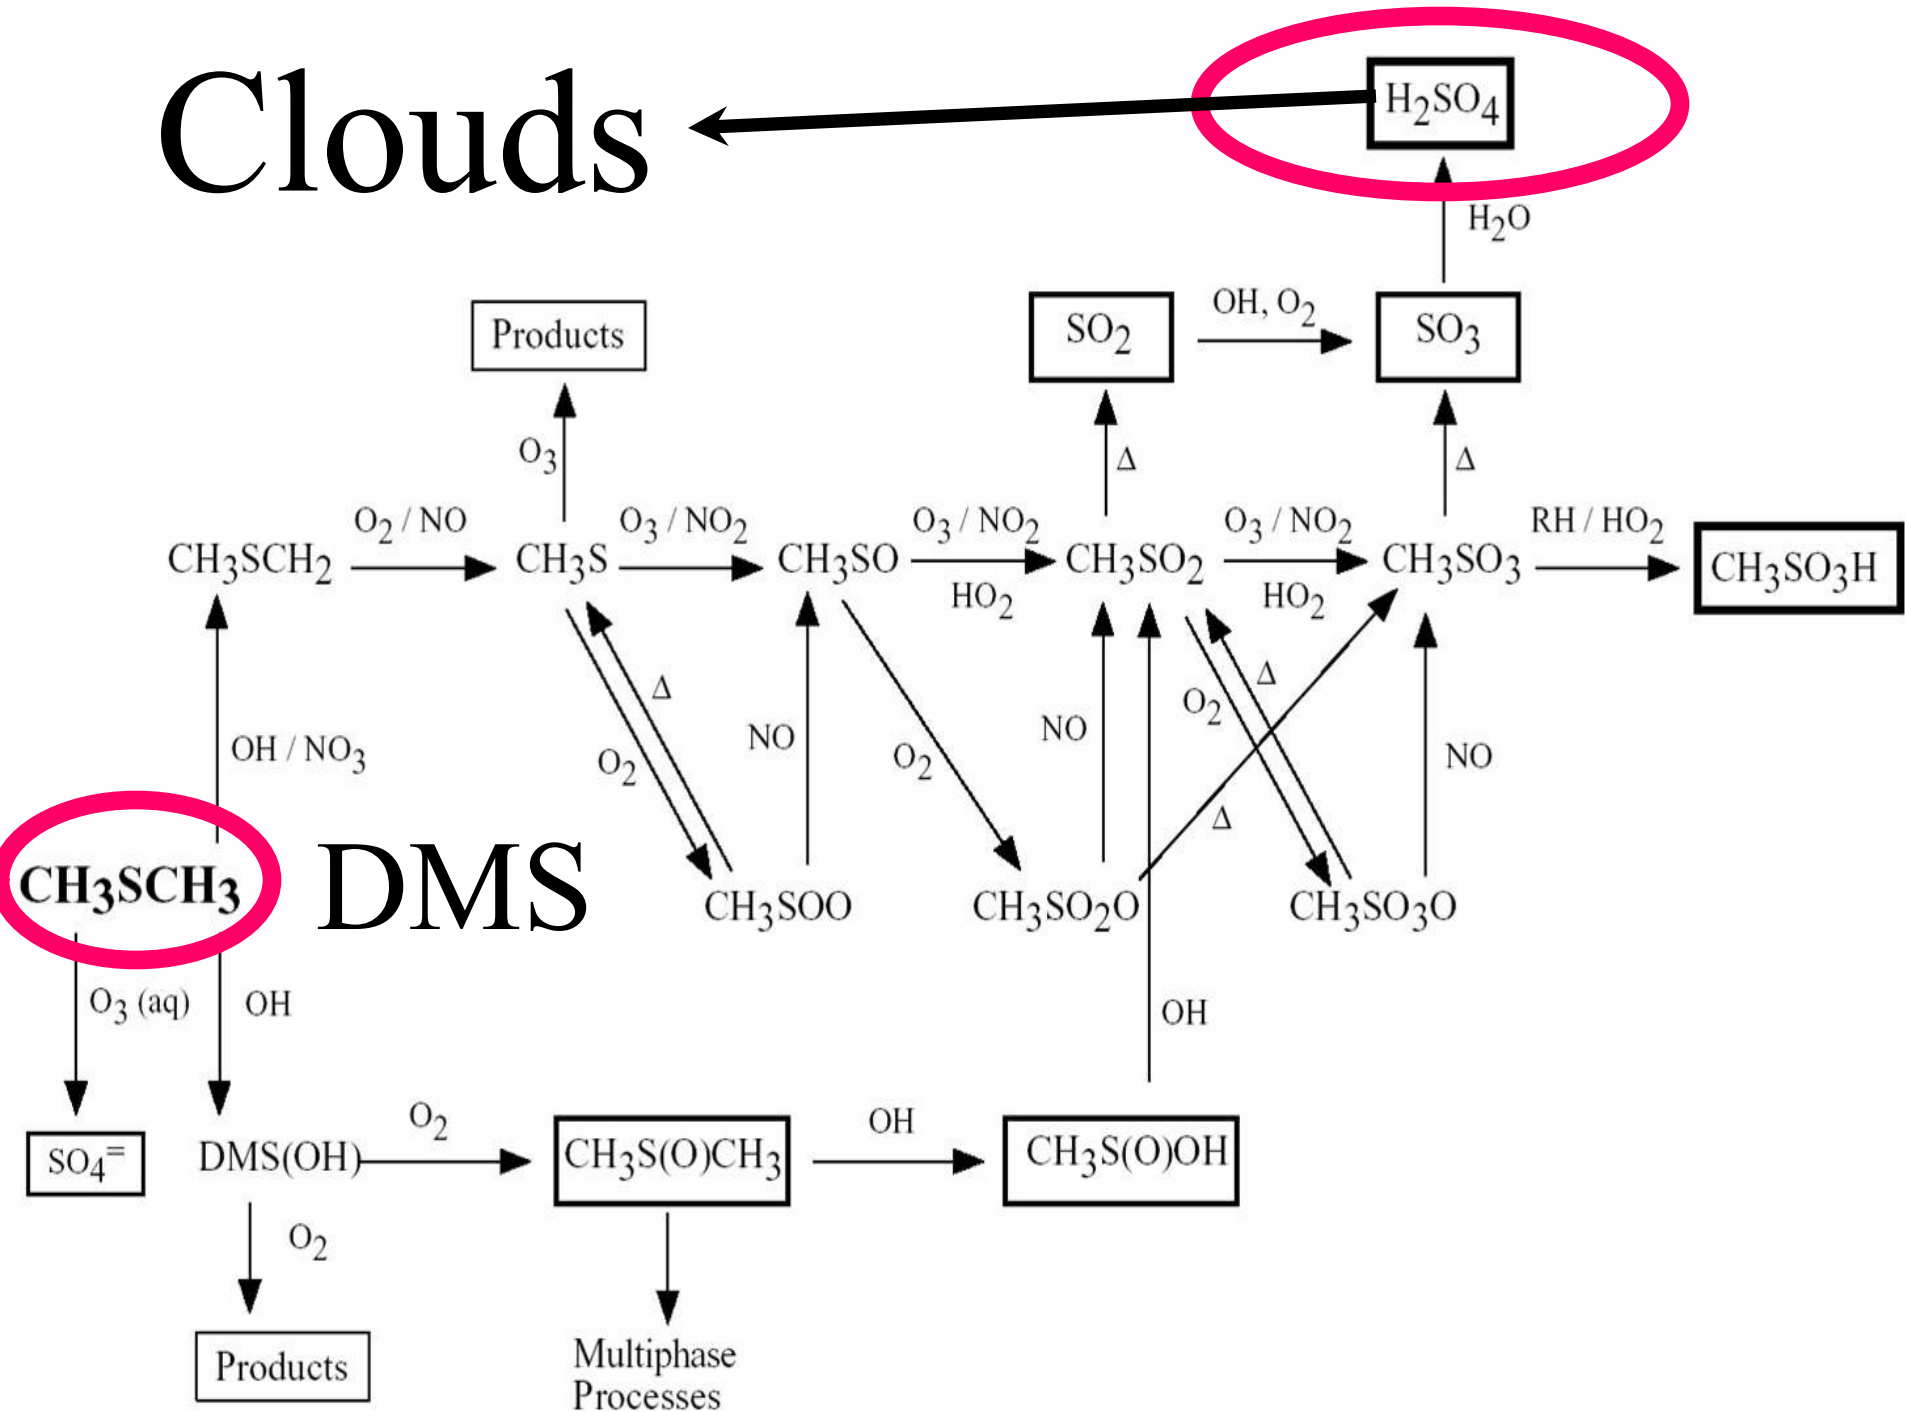 Clouds
H₂SO₄
H₂O
Products
SO₂
OH, O₂
SO₃
O₃
Δ
Δ
O₂ / NO
O₃ / NO₂
O₃ / NO₂
O₃ / NO₂
RH / HO₂
CH₃SCH₂
CH₃S
CH₃SO
CH₃SO₂
CH₃SO₃
CH₃SO₃H
HO₂
HO₂
OH / NO₃
Δ
O₂
NO
O₂
NO
O₂
Δ
Δ
NO
CH₃SCH₃
DMS
CH₃SOO
CH₃SO₂O
CH₃SO₃O
O₃ (aq)
OH
OH
SO₄⁼
DMS(OH)
O₂
CH₃S(O)CH₃
OH
CH₃S(O)OH
O₂
Products
Multiphase
Processes